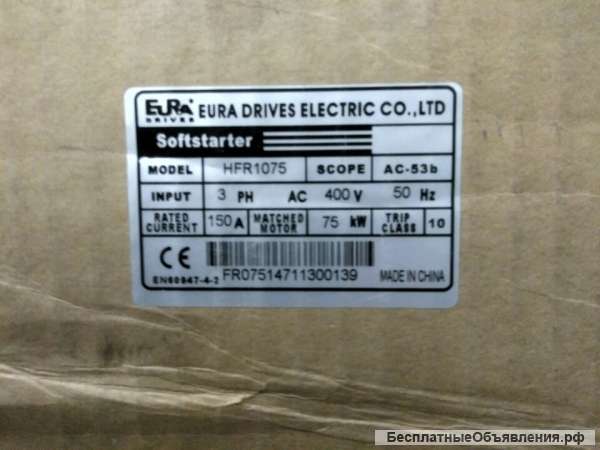 EURA DRIVES EURA DRIVES ELECTRIC CO.,LTD
Softstarter
MODEL HFR1075 SCOPE AC-53b
INPUT 3 PH AC 400 V 50 Hz
RATED CURRENT 150 A MATCHED MOTOR 75 kW TRIP CLASS 10
CE FR07514711300139 MADE IN CHINA
EN60947-4-2
БесплатныеОбъявления.рф